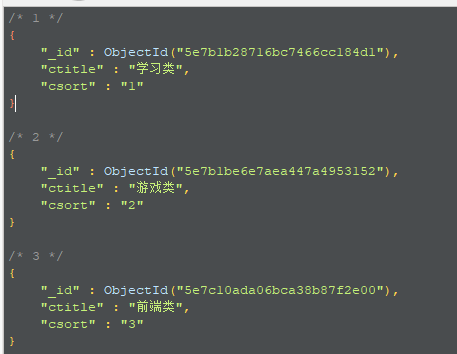 /* 1 */
{
"_id" : ObjectId("5e7b1b28716bc7466cc184d1"),
"ctitle" : "学习类",
"csort" : "1"
}
/* 2 */
{
"_id" : ObjectId("5e7b1be6e7aea447a4953152"),
"ctitle" : "游戏类",
"csort" : "2"
}
/* 3 */
{
"_id" : ObjectId("5e7c10ada06bca38b87f2e00"),
"ctitle" : "前端类",
"csort" : "3"
}